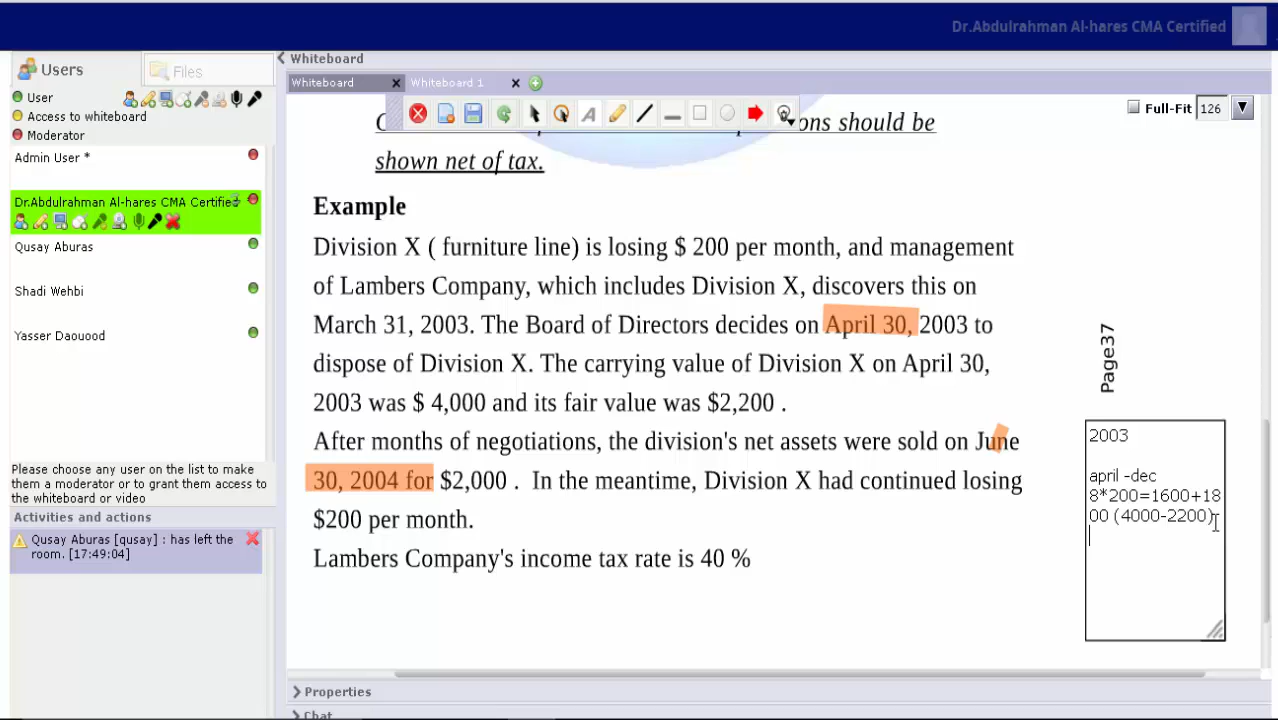 Dr.Abdulrahman Al-hares CMA Certified
Users
Files
User
Access to whiteboard
Moderator
Admin User *
Dr.Abdulrahman Al-hares CMA Certified
Qusay Aburas
Shadi Wehbi
Yasser Daouood
Please choose any user on the list to make
them a moderator or to grant them access to
the whiteboard or video
Activities and actions
Qusay Aburas [qusay] : has left the
room. [17:49:04]
Whiteboard
Whiteboard
Whiteboard 1
Full-Fit 126
ons should be
shown net of tax.
Example
Division X ( furniture line) is losing $ 200 per month, and management
of Lambers Company, which includes Division X, discovers this on
March 31, 2003. The Board of Directors decides on April 30, 2003 to
dispose of Division X. The carrying value of Division X on April 30,
2003 was $ 4,000 and its fair value was $2,200 .
After months of negotiations, the division's net assets were sold on June
30, 2004 for $2,000 .  In the meantime, Division X had continued losing
$200 per month.
Lambers Company's income tax rate is 40 %
Page37
2003
april -dec
8*200=1600+18
00 (4000-2200)
Properties
Chat